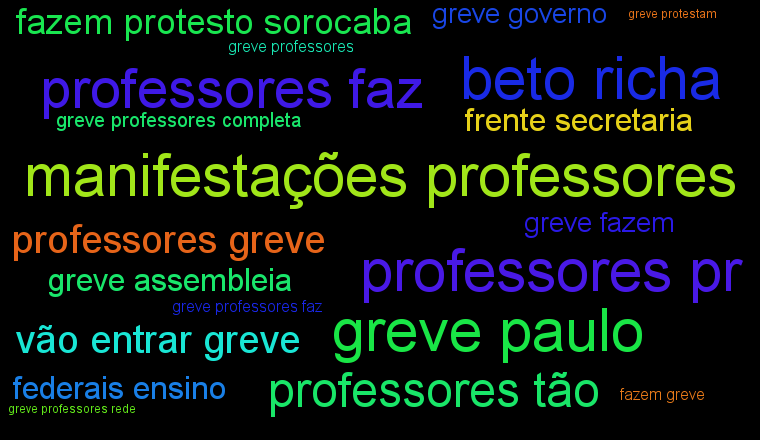 fazem protesto sorocaba
greve governo
greve protestam
greve professores
professores faz
beto richa
greve professores completa
frente secretaria
manifestações professores
professores greve
greve fazem
greve assembleia
professores pr
greve professores faz
vão entrar greve
greve paulo
federais ensino
professores tão
fazem greve
greve professores rede